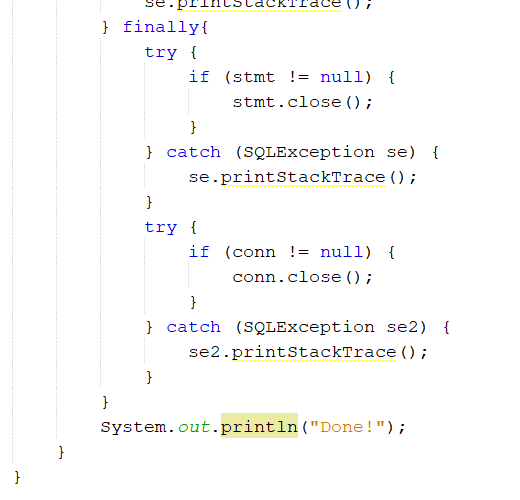 se.printStackTrace();
} finally{
try {
if (stmt != null) {
stmt.close();
}
} catch (SQLException se) {
se.printStackTrace();
}
try {
if (conn != null) {
conn.close();
}
} catch (SQLException se2) {
se2.printStackTrace();
}
}
System.out.println("Done!");
}
}